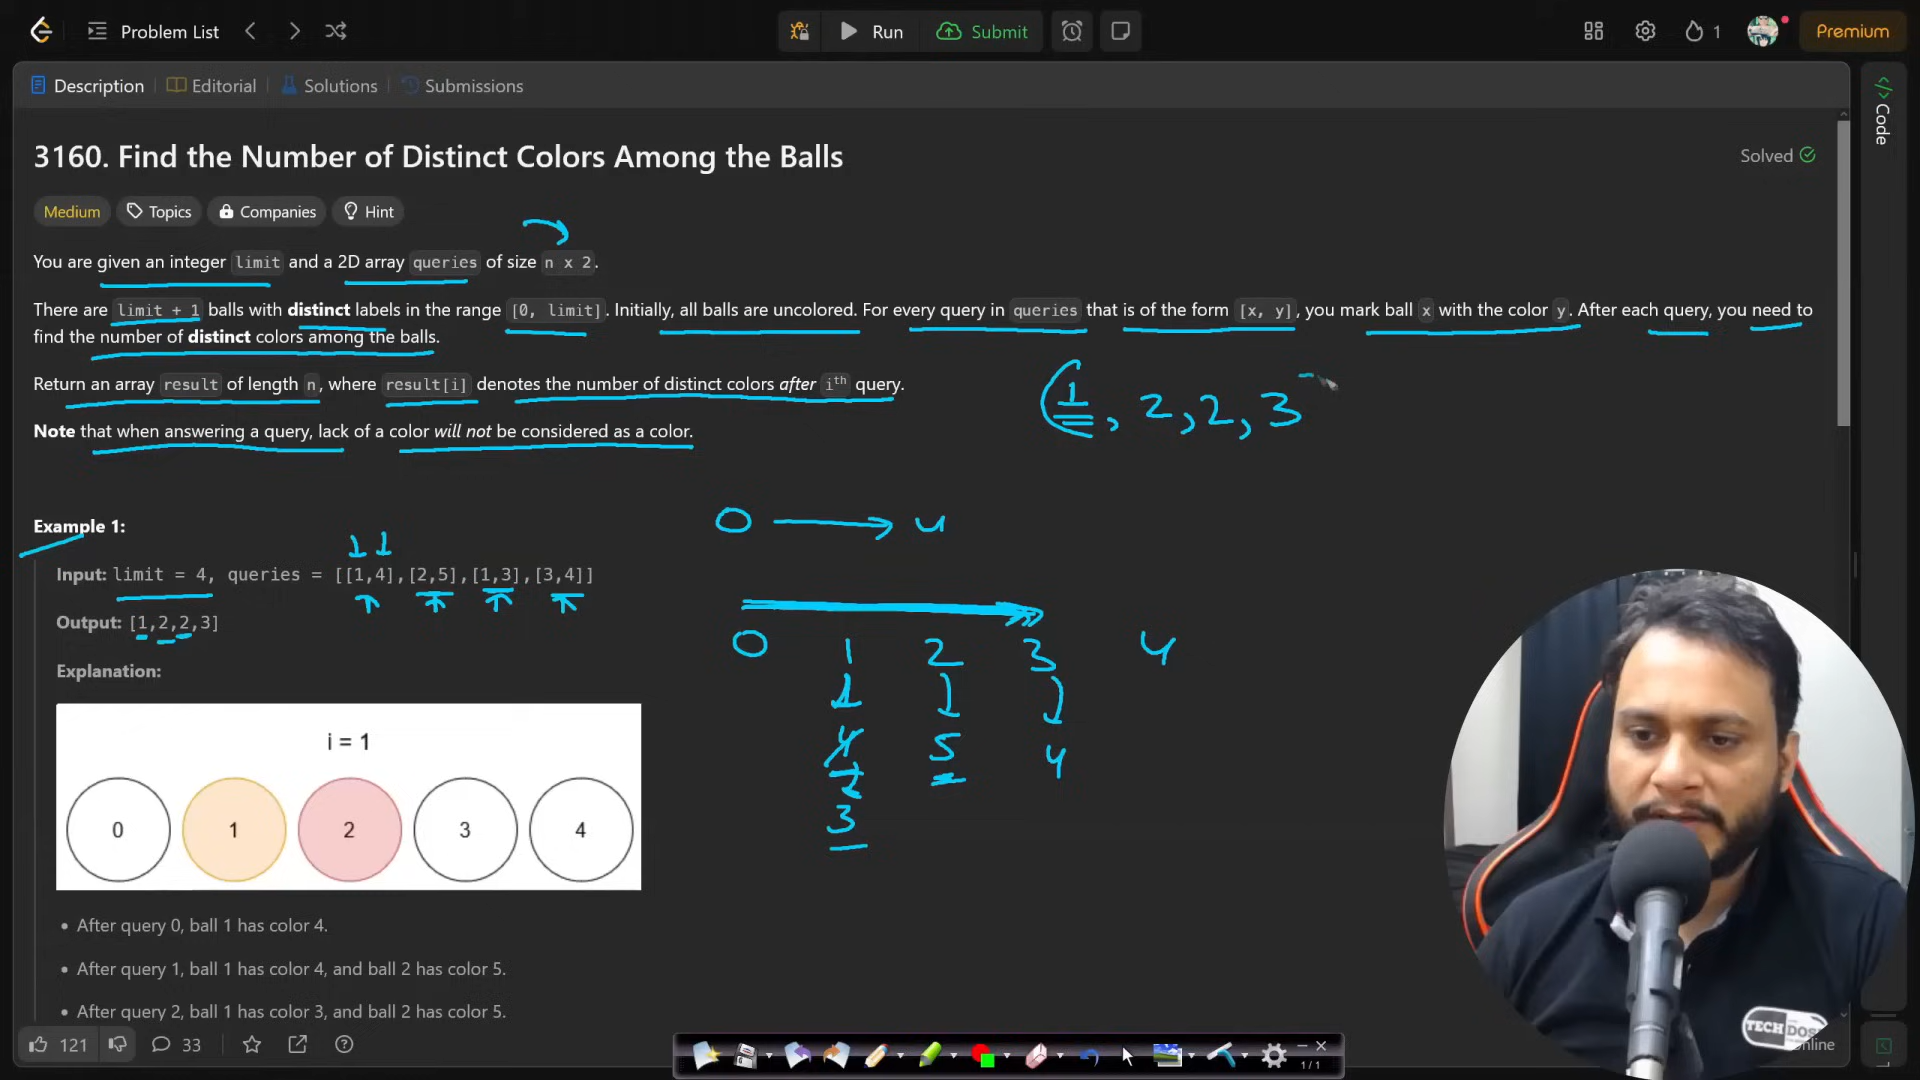 Problem List
Run
Submit
1
Premium
Description
Editorial
Solutions
Submissions
Code
3160. Find the Number of Distinct Colors Among the Balls
Solved
Medium
Topics
Companies
Hint
You are given an integer limit and a 2D array queries of size n x 2.
There are limit + 1 balls with distinct labels in the range [0, limit]. Initially, all balls are uncolored. For every query in queries that is of the form [x, y], you mark ball x with the color y. After each query, you need to
find the number of distinct colors among the balls.
Return an array result of length n, where result[i] denotes the number of distinct colors after ith query.
Note that when answering a query, lack of a color will not be considered as a color.
(1, 2, 2, 3
Example 1:
0 → 4
Input: limit = 4, queries = [[1,4],[2,5],[1,3],[3,4]]
Output: [1,2,2,3]
0 1 2 3 4
Explanation:
4 5 4
3
i = 1
0 1 2 3 4
After query 0, ball 1 has color 4.
After query 1, ball 1 has color 4, and ball 2 has color 5.
After query 2, ball 1 has color 3, and ball 2 has color 5.
121
33
1/1
TECH DOSE
Online